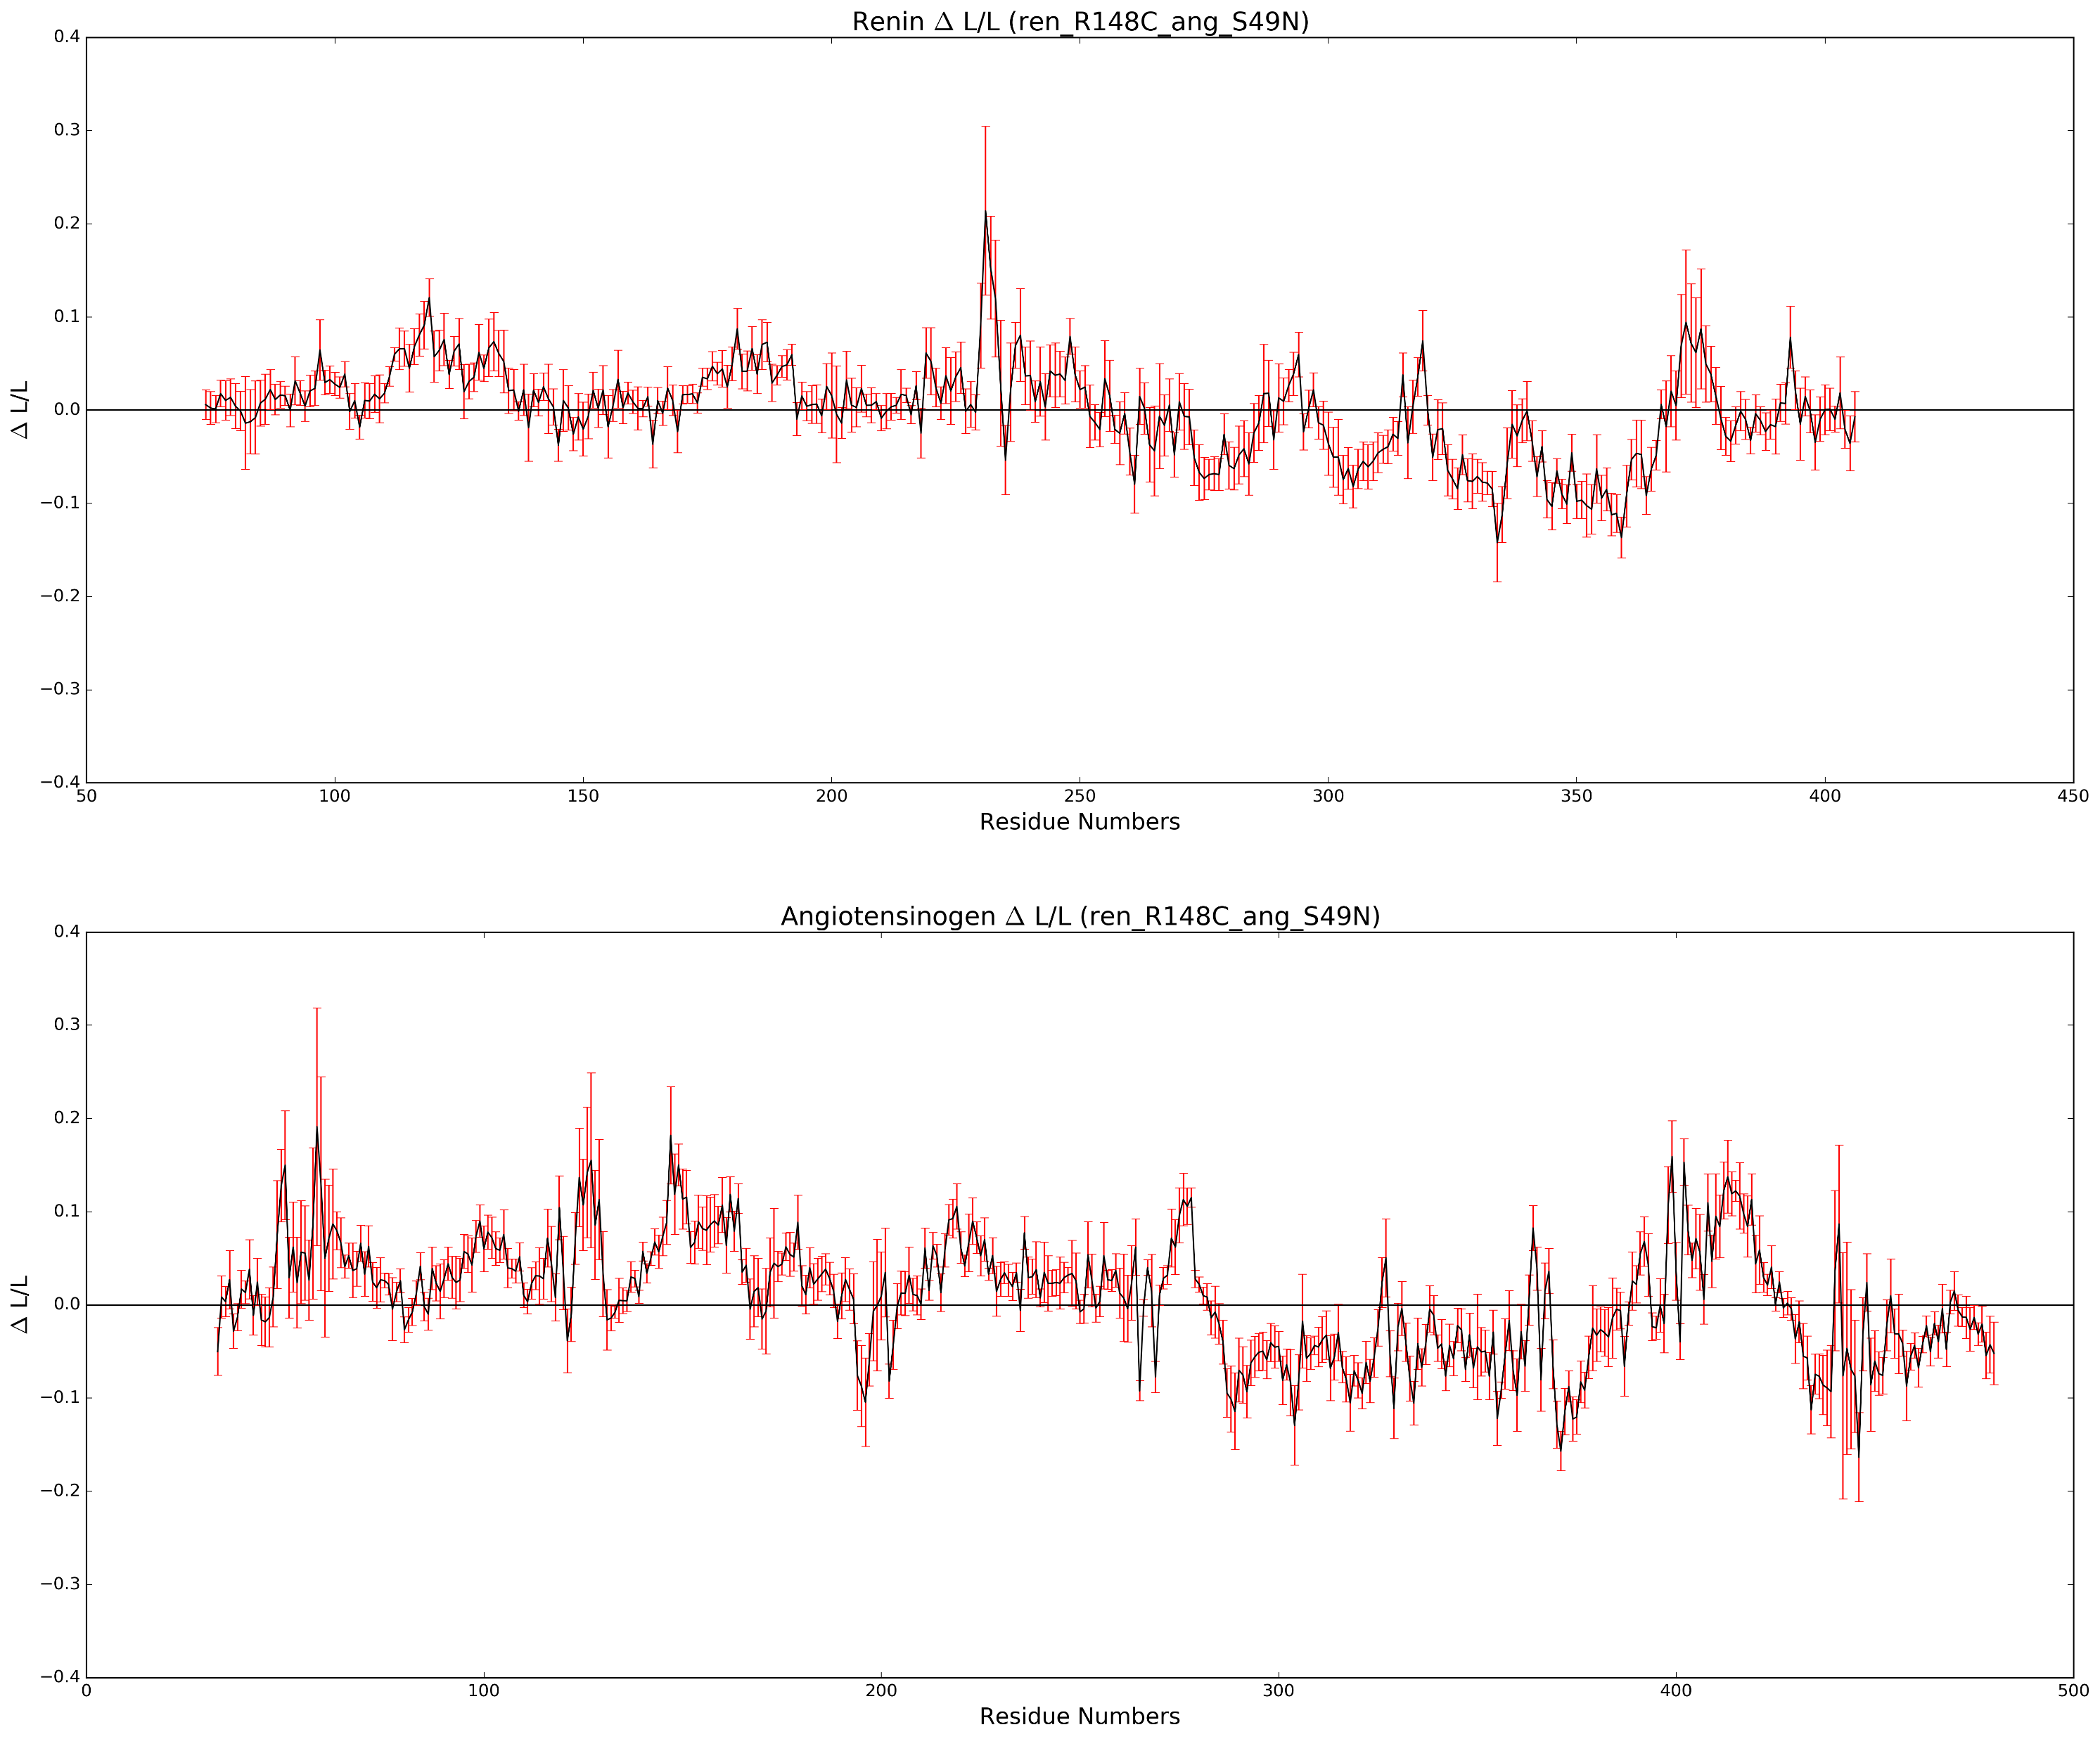 Renin Δ L/L (ren_R148C_ang_S49N)
0.4
0.3
0.2
0.1
0.0
−0.1
−0.2
−0.3
−0.4
Δ L/L
50 100 150 200 250 300 350 400 450
Residue Numbers
Angiotensinogen Δ L/L (ren_R148C_ang_S49N)
0.4
0.3
0.2
0.1
0.0
−0.1
−0.2
−0.3
−0.4
Δ L/L
0 100 200 300 400 500
Residue Numbers